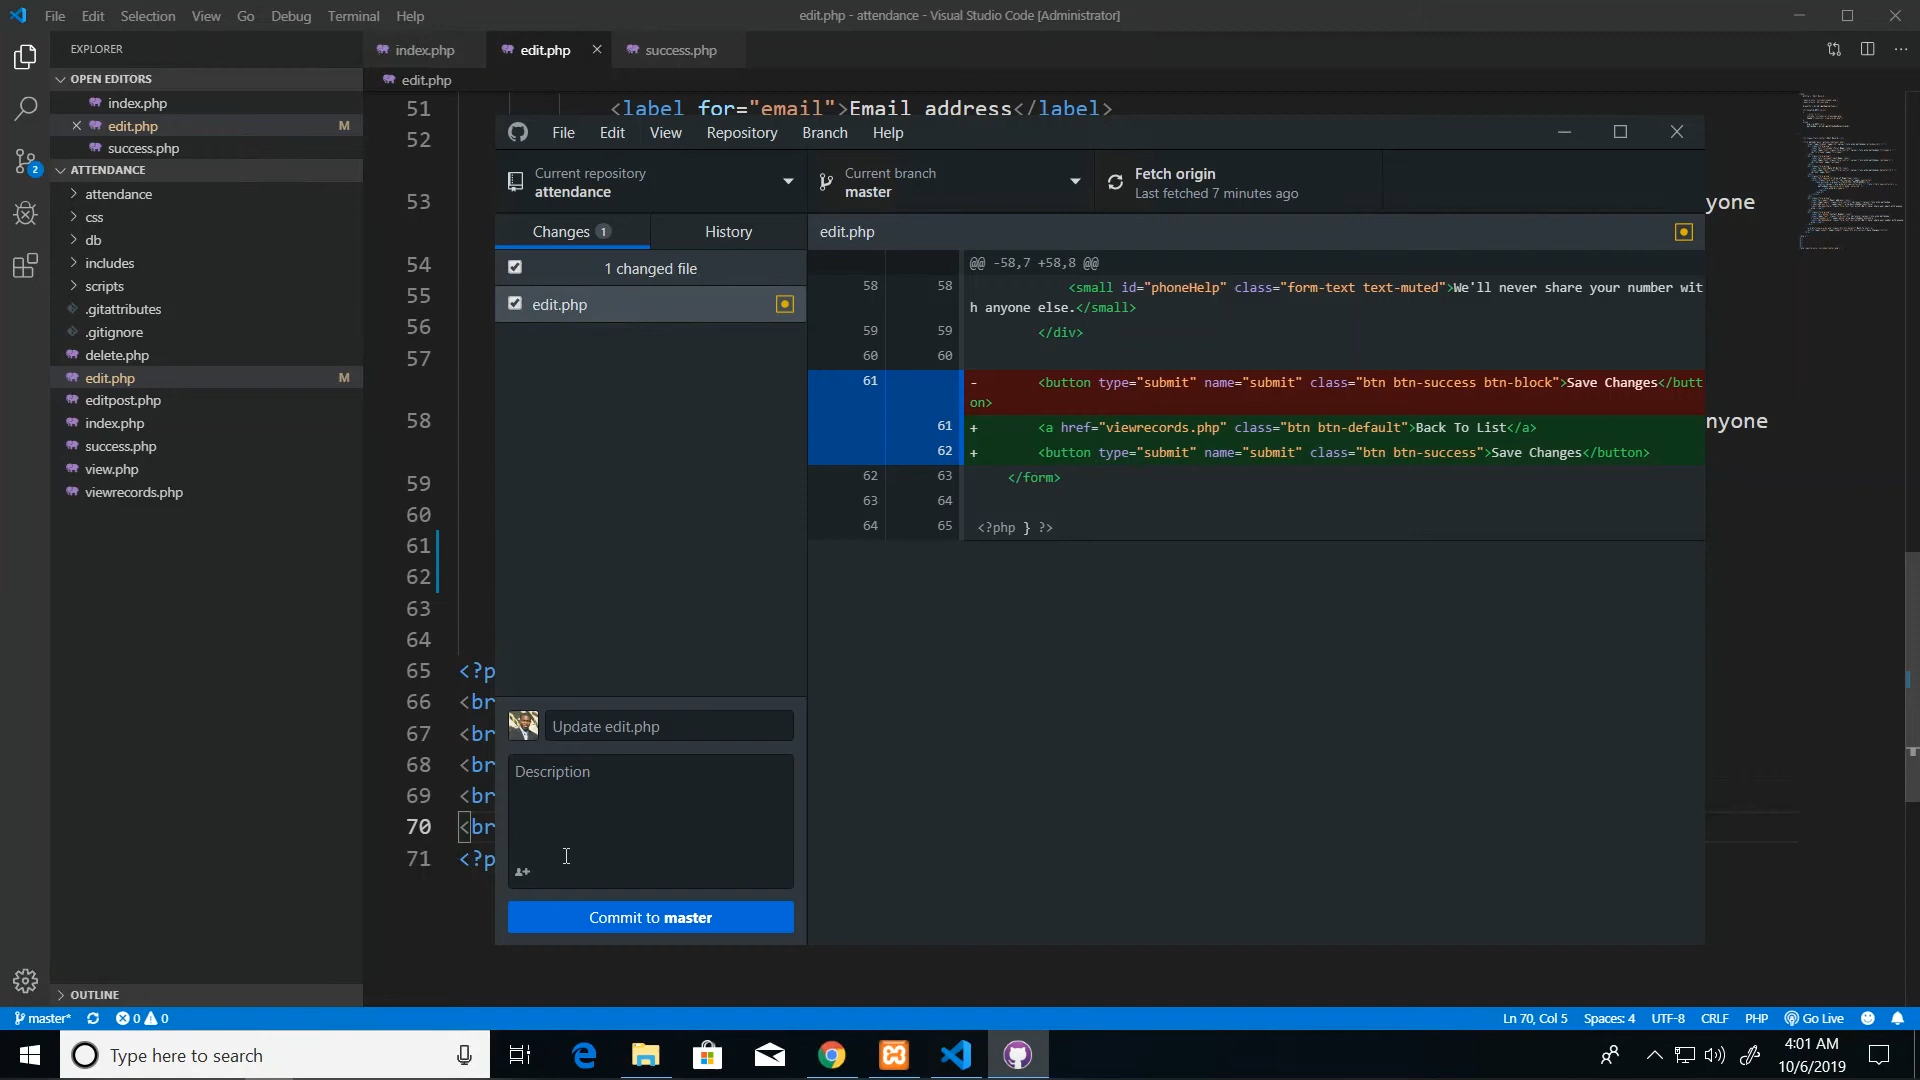 File Edit Selection View Go Debug Terminal Help
edit.php - attendance - Visual Studio Code [Administrator]
EXPLORER
OPEN EDITORS
index.php
edit.php M
success.php
2
ATTENDANCE
attendance
css
db
includes
scripts
.gitattributes
.gitignore
delete.php
edit.php M
editpost.php
index.php
success.php
view.php
viewrecords.php
OUTLINE
index.php edit.php success.php
edit.php
51 <label for="email">Email address</label>
52
53 yone
54
55
56
57
58 nyone
59
60
61
62
63
64
65 <?p
66 <br
67 <br
68 <br
69 <br
70 <br
71 <?p
File Edit View Repository Branch Help
Current repository
attendance
Current branch
master
Fetch origin
Last fetched 7 minutes ago
Changes 1 History
1 changed file
edit.php
Update edit.php
Description
Commit to master
edit.php
@@ -58,7 +58,8 @@
58 58 <small id="phoneHelp" class="form-text text-muted">We'll never share your number wit
h anyone else.</small>
59 59 </div>
60 60
61 - <button type="submit" name="submit" class="btn btn-success btn-block">Save Changes</butt
on>
61 + <a href="viewrecords.php" class="btn btn-default">Back To List</a>
62 + <button type="submit" name="submit" class="btn btn-success">Save Changes</button>
62 63 </form>
63 64
64 65 <?php } ?>
master* 0 0
Ln 70, Col 5 Spaces: 4 UTF-8 CRLF PHP Go Live
Type here to search
4:01 AM
10/6/2019